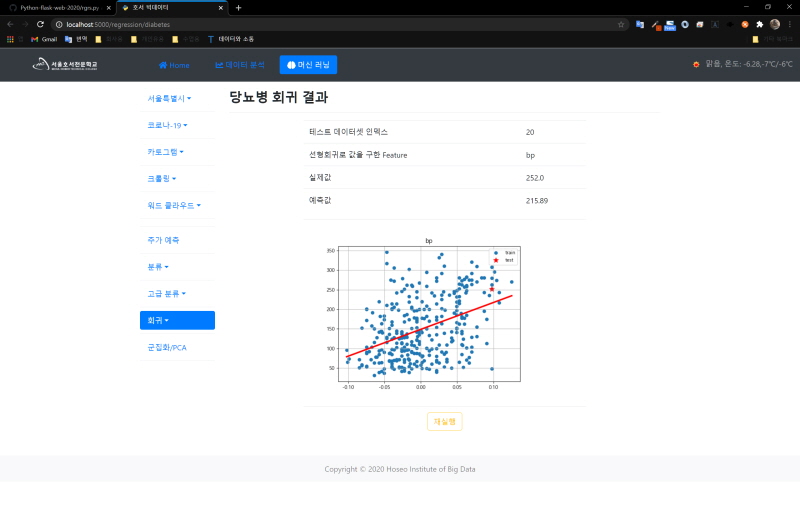 Python-flask-web-2020/rgrs.py
호서 빅데이터
localhost:5000/regression/diabetes
앱
Gmail
번역
데이터와 소통
서울호서전문학교
Home
데이터 분석
머신 러닝
맑음, 온도: -6.28,-7°C/-6°C
서울특별시
코로나-19
카토그램
크롤링
워드 클라우드
주가 예측
분류
고급 분류
회귀
군집화/PCA
당뇨병 회귀 결과
테스트 데이터셋 인덱스 20
선형회귀로 값을 구한 Feature bp
실제값 252.0
예측값 215.89
bp
train
test
350
300
250
200
150
100
50
-0.10 -0.05 0.00 0.05 0.10
재실행
Copyright © 2020 Hoseo Institute of Big Data